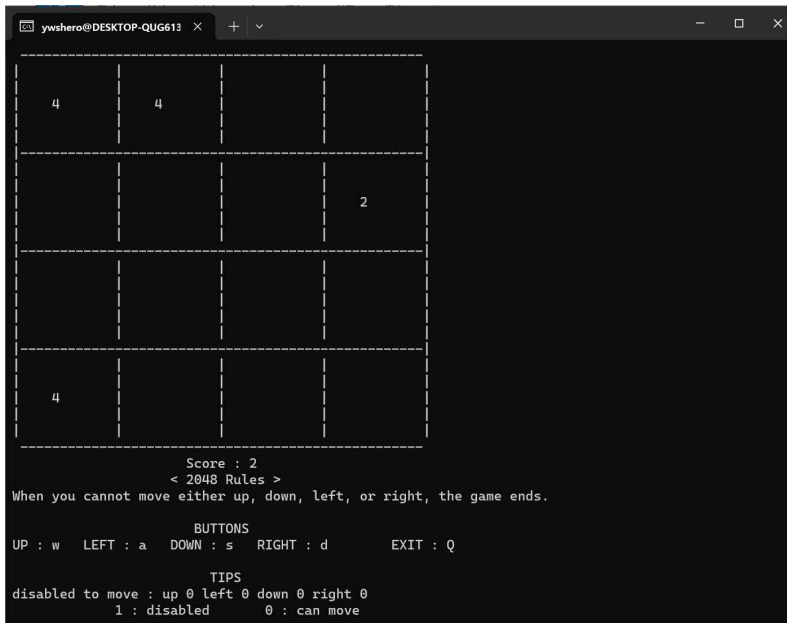 ywshero@DESKTOP-QUG613
4 4
2
4
Score : 2
< 2048 Rules >
When you cannot move either up, down, left, or right, the game ends.
BUTTONS
UP : w LEFT : a DOWN : s RIGHT : d EXIT : Q
TIPS
disabled to move : up 0 left 0 down 0 right 0
1 : disabled 0 : can move